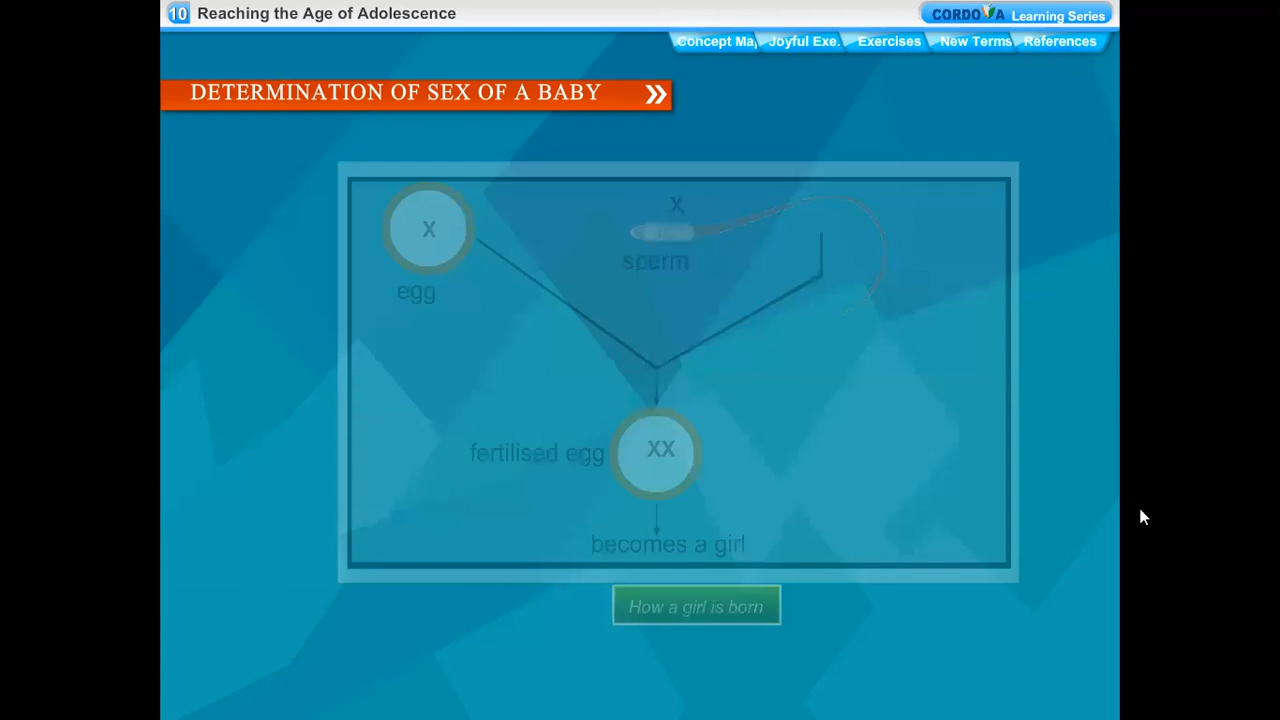 10 Reaching the Age of Adolescence
CORDOVA Learning Series
Concept Ma Joyful Exe. Exercises New Terms References
DETERMINATION OF SEX OF A BABY
X
X
sperm
egg
fertilised egg
XX
becomes a girl
How a girl is born